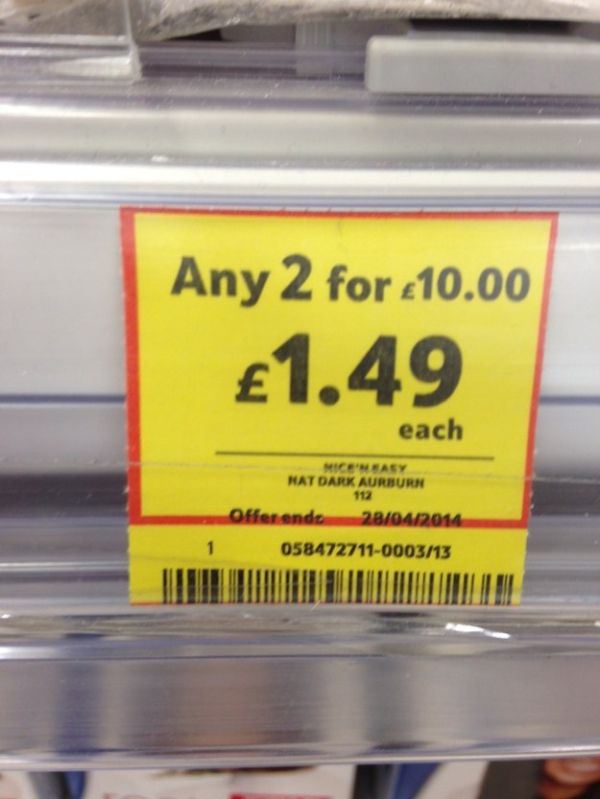 Any 2 for £10.00
£1.49
each
NICE'N EASY
NAT DARK AURBURN
112
Offer ends 28/04/2014
1 058472711-0003/13